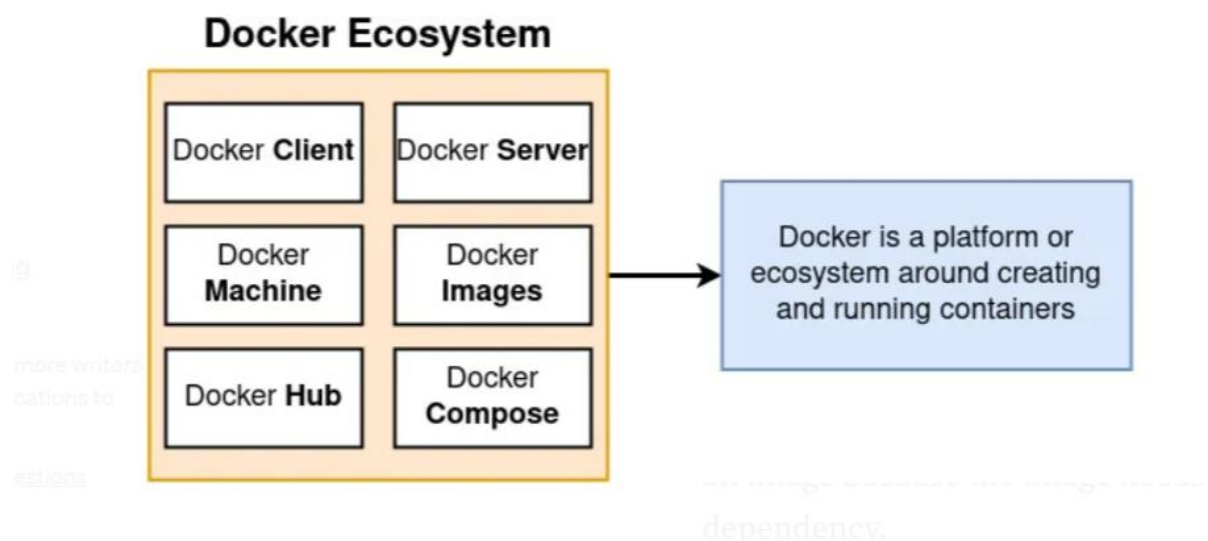 Docker Ecosystem
Docker Client
Docker Server
Docker
Machine
Docker
Images
Docker Hub
Docker
Compose
Docker is a platform or
ecosystem around creating
and running containers
g
more writers
cations to
estions
dependency.